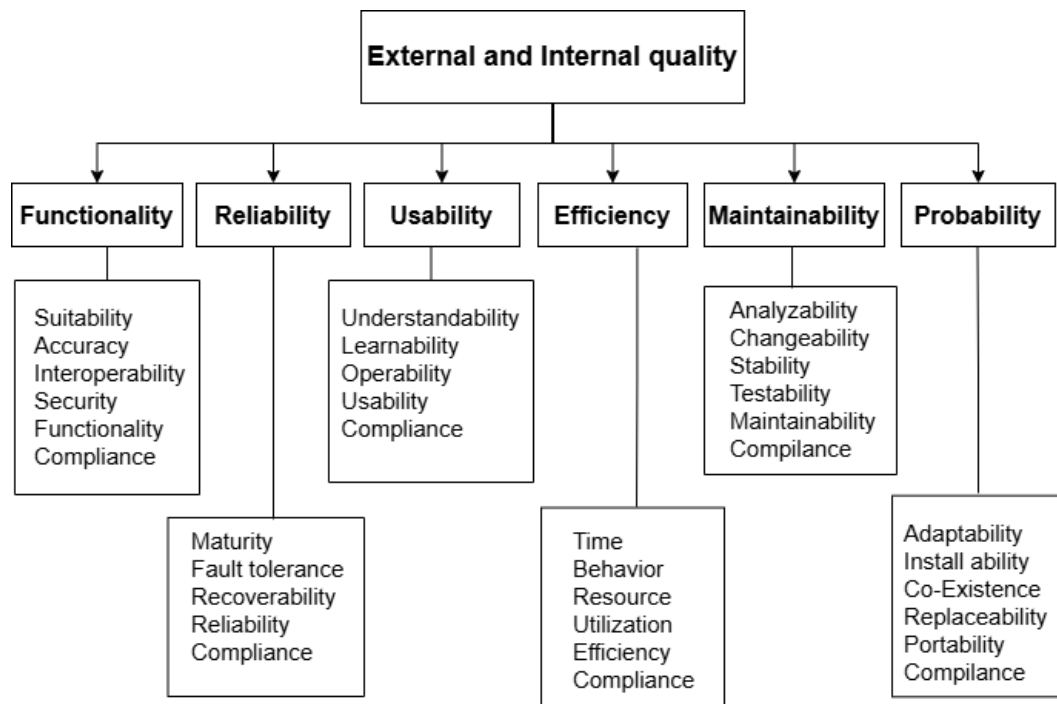 External and Internal quality
Functionality
Reliability
Usability
Efficiency
Maintainability
Probability
Suitability
Accuracy
Interoperability
Security
Functionality
Compliance
Maturity
Fault tolerance
Recoverability
Reliability
Compliance
Understandability
Learnability
Operability
Usability
Compliance
Time
Behavior
Resource
Utilization
Efficiency
Compliance
Analyzability
Changeability
Stability
Testability
Maintainability
Compilance
Adaptability
Install ability
Co-Existence
Replaceability
Portability
Compilance